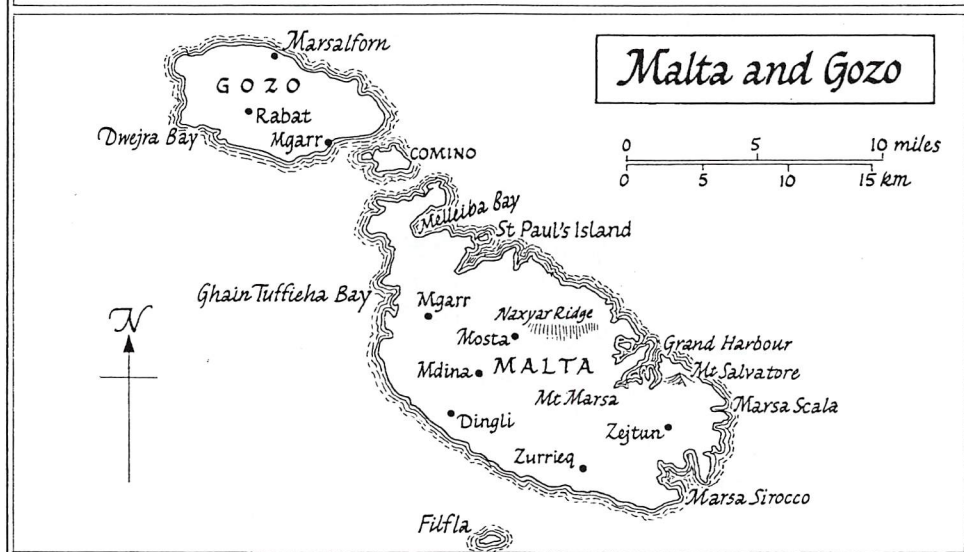 Malta and Gozo
0 5 10 miles
0 5 10 15 km
Marsalforn
GOZO
Rabat
Dwejra Bay
Mgarr
COMINO
Melleiba Bay
St Paul's Island
Ghain Tuffieha Bay
Mgarr
Naxyar Ridge
Mosta
Grand Harbour
MALTA
Mt Salvatore
Mdina
Mt Marsa
Marsa Scala
Dingli
Zejtun
Zurrieq
Marsa Sirocco
Filfla
N